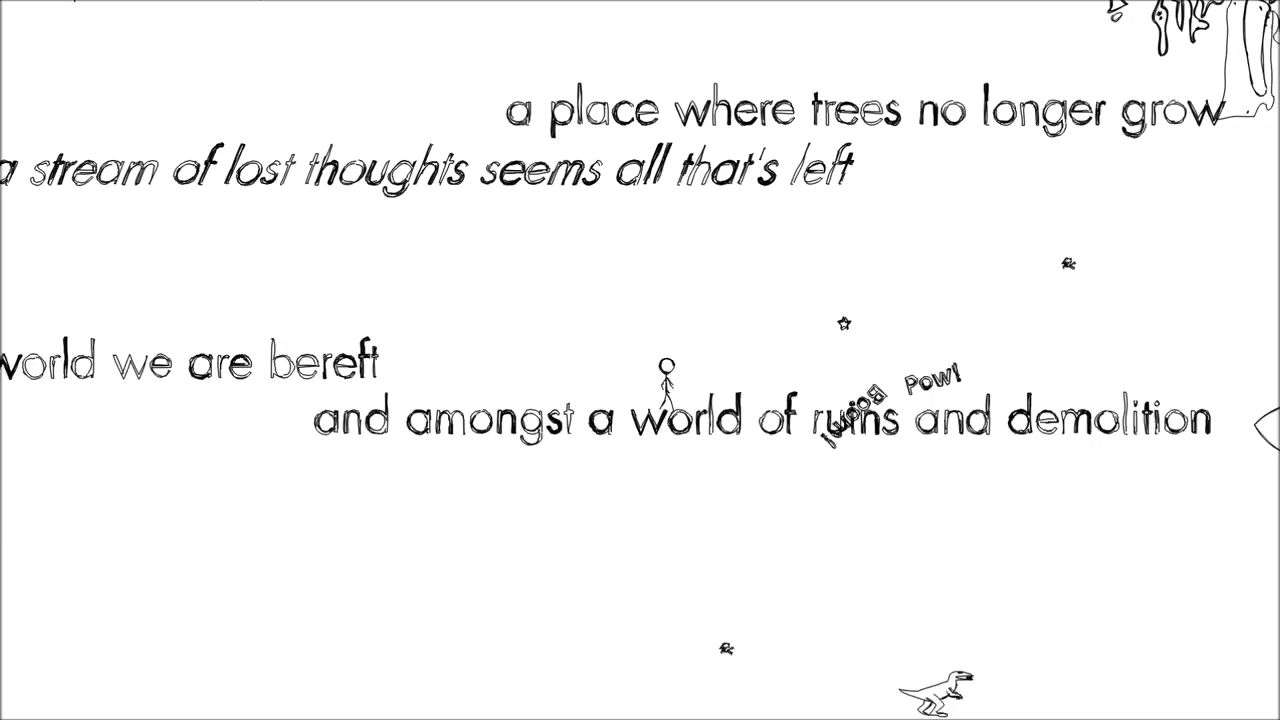 a place where trees no longer grow
a stream of lost thoughts seems all that's left
world we are bereft
Pow!
Boom!
and amongst a world of ruins and demolition